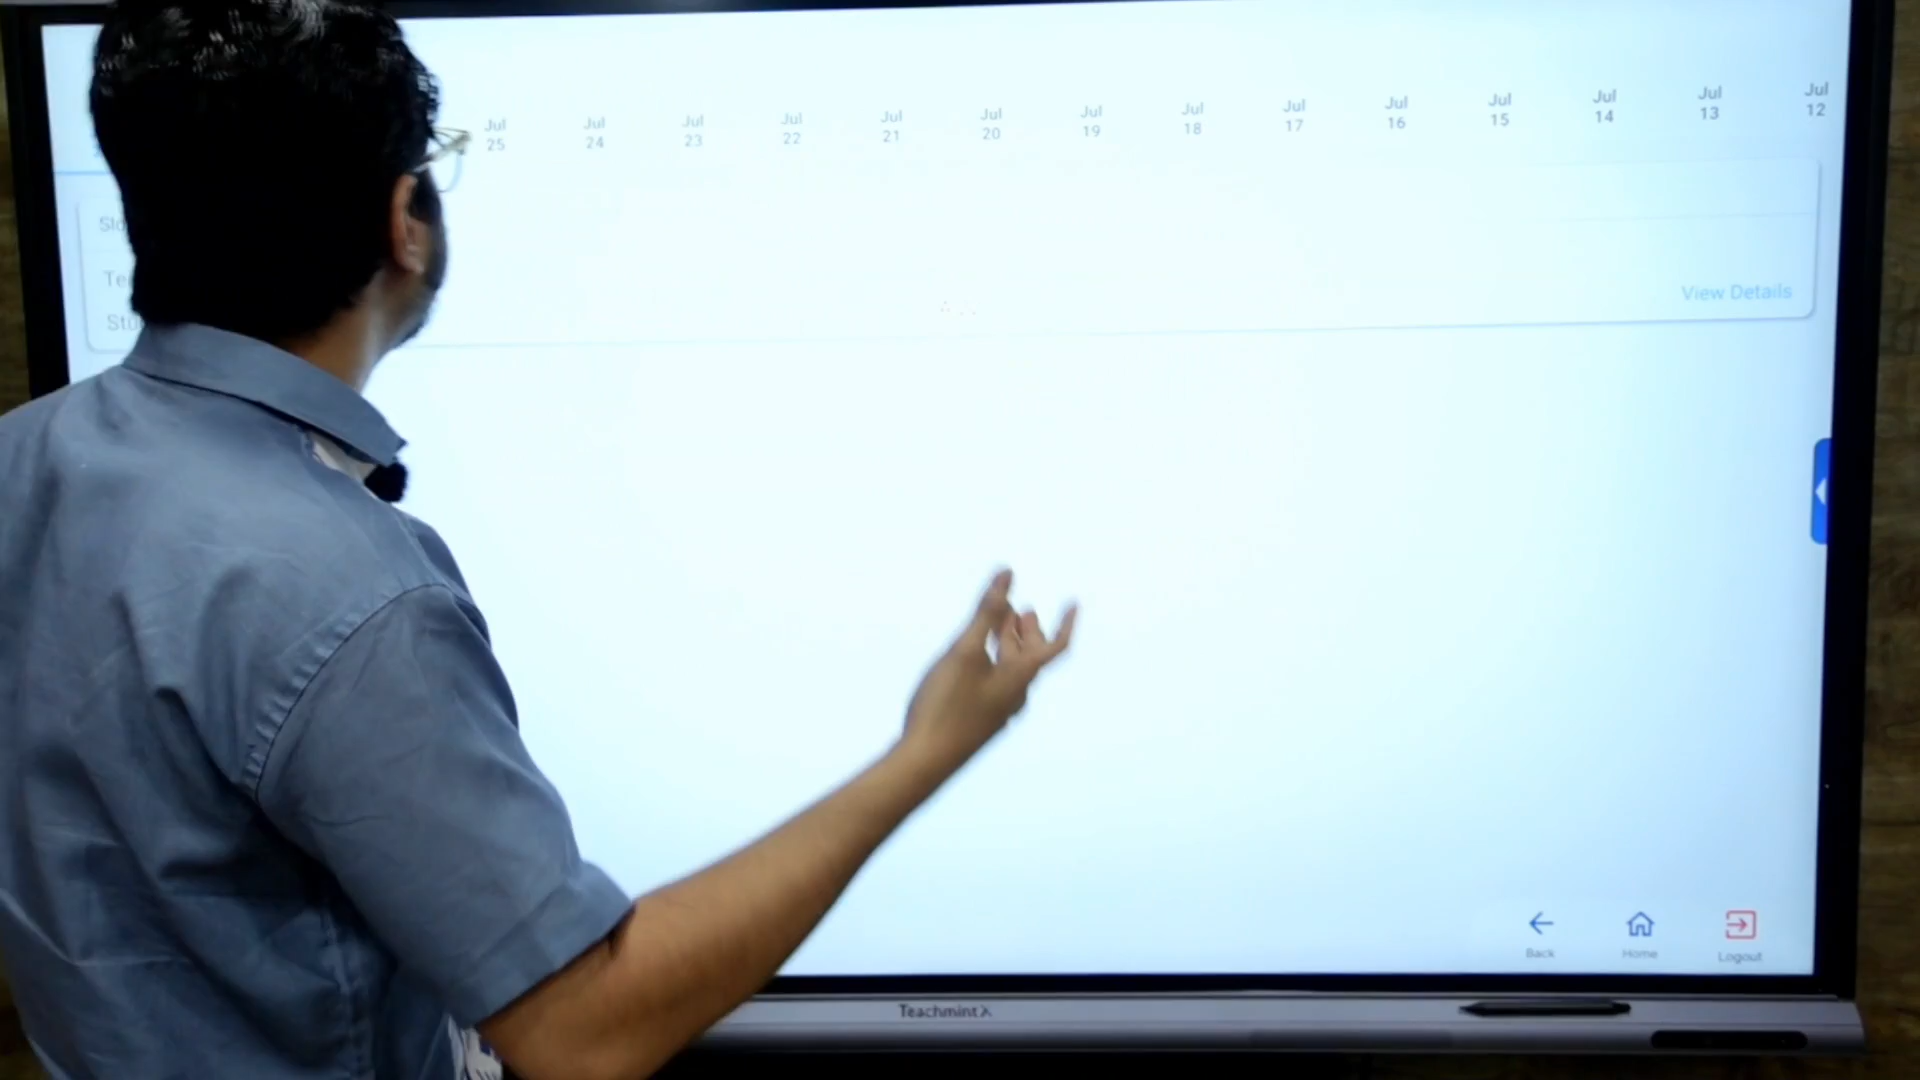 Jul Jul Jul Jul Jul Jul Jul Jul Jul Jul Jul Jul Jul Jul
25 24 23 22 21 20 19 18 17 16 15 14 13 12
View Details
Back Home Logout
Teachmint X